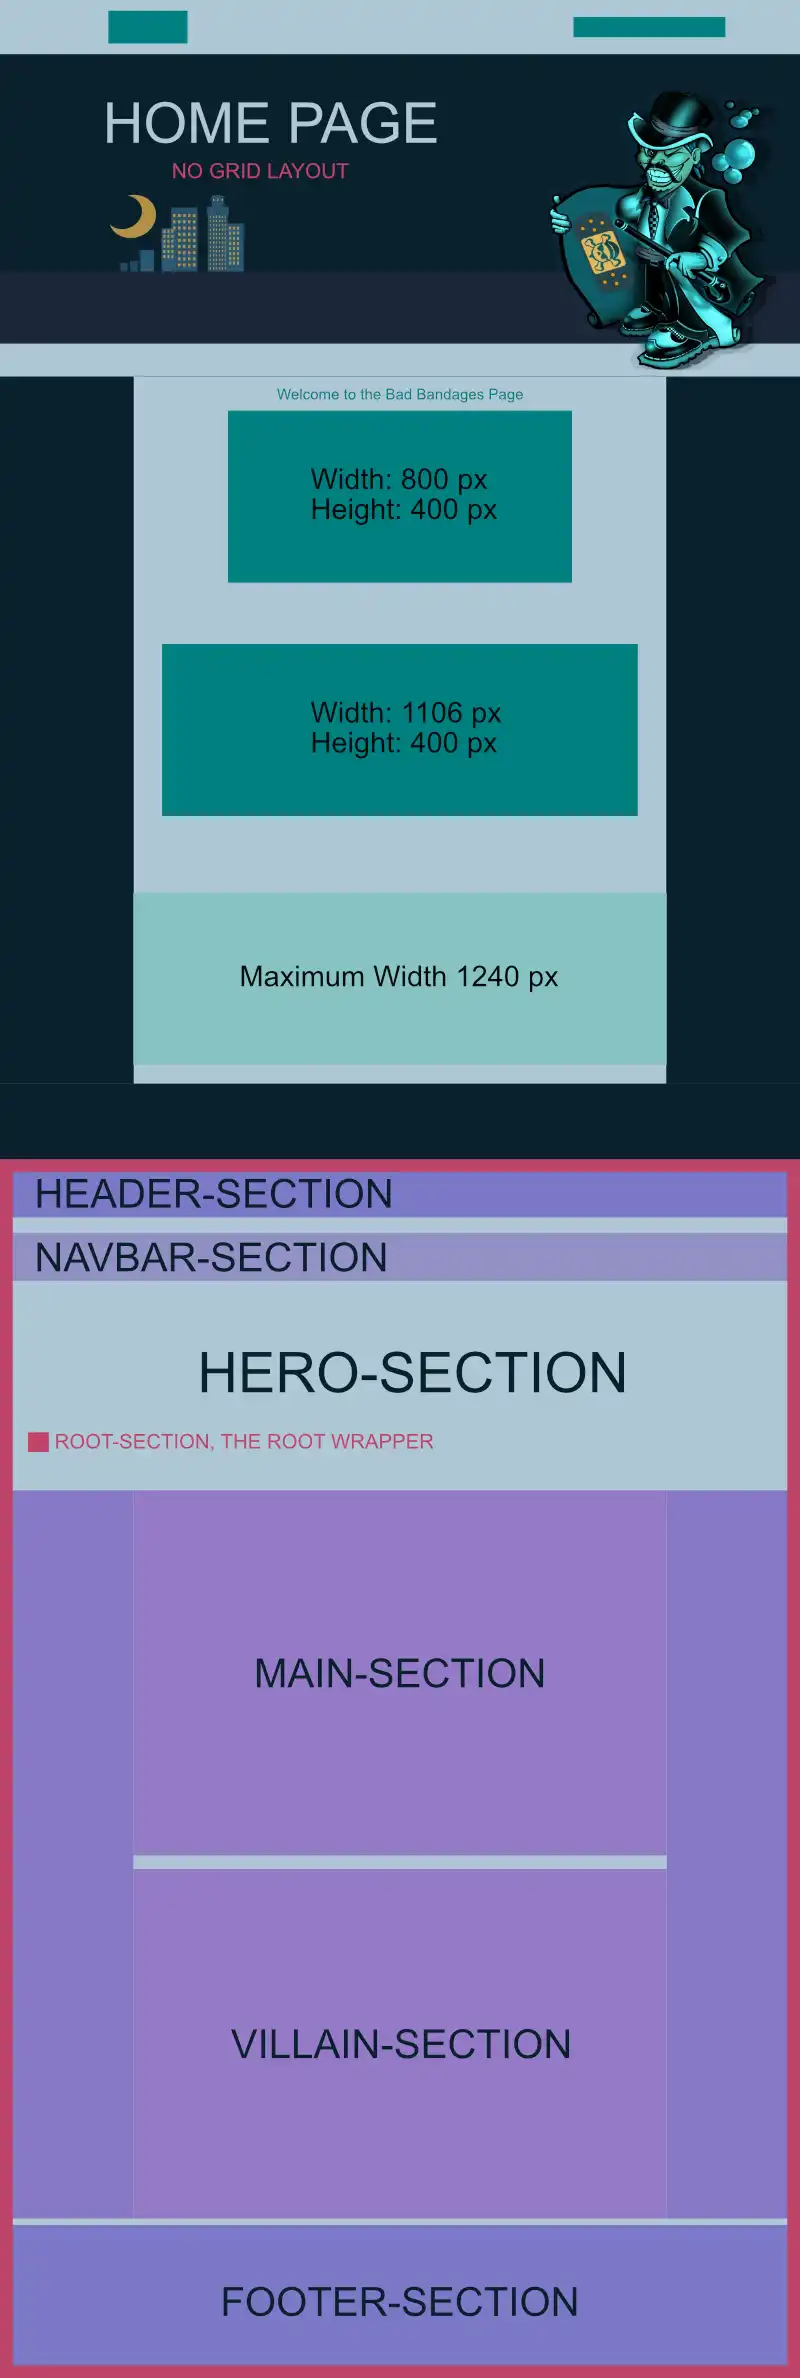 HOME PAGE
NO GRID LAYOUT
Welcome to the Bad Bandages Page
Width: 800 px
Height: 400 px
Width: 1106 px
Height: 400 px
Maximum Width 1240 px
HEADER-SECTION
NAVBAR-SECTION
HERO-SECTION
ROOT-SECTION, THE ROOT WRAPPER
MAIN-SECTION
VILLAIN-SECTION
FOOTER-SECTION